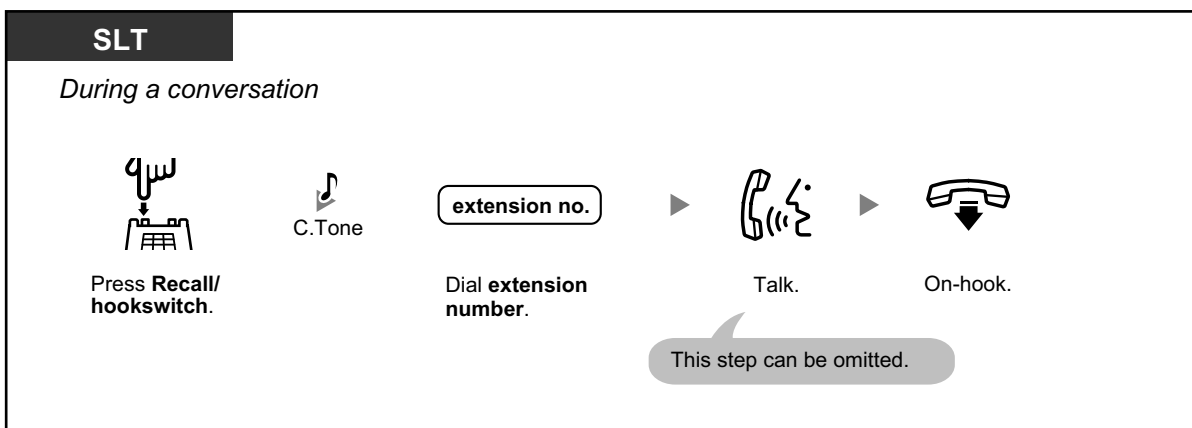 SLT
During a conversation
C.Tone
extension no.
Press Recall/
hookswitch.
Dial extension
number.
Talk.
On-hook.
This step can be omitted.